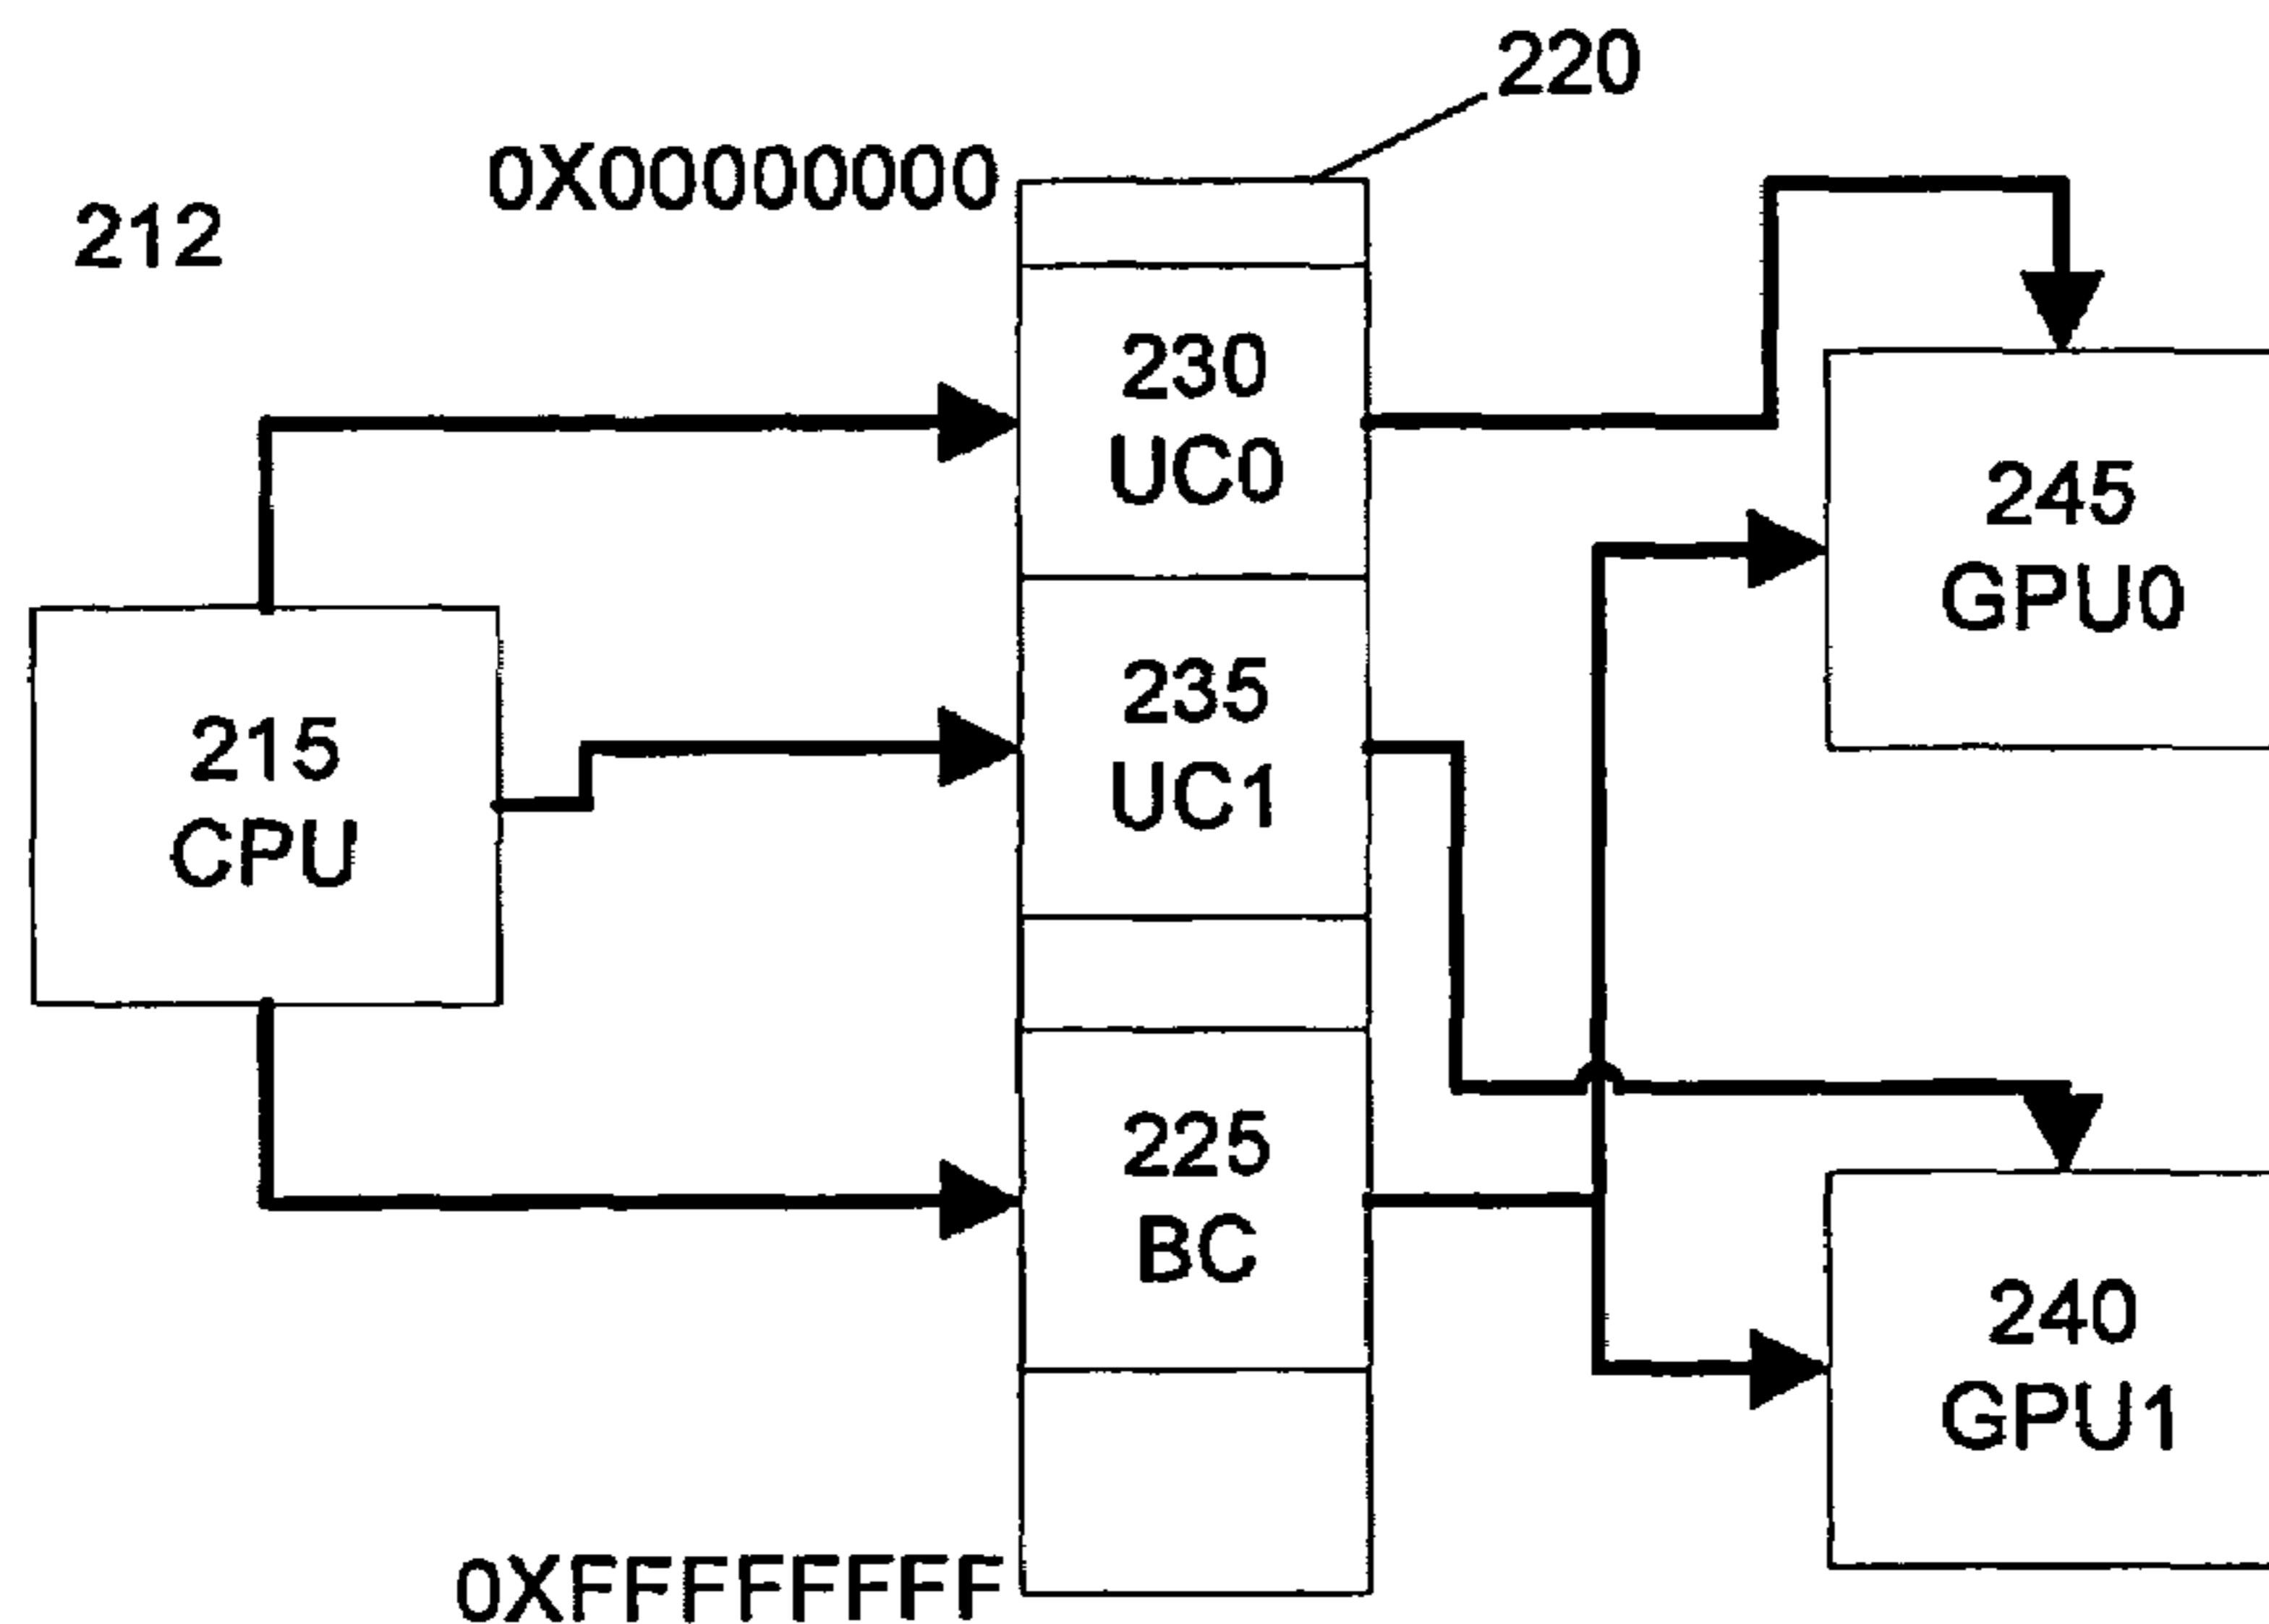 220
0X00000000
212
230
UC0
245
GPU0
235
UC1
215
CPU
225
BC
240
GPU1
0XFFFFFFFF